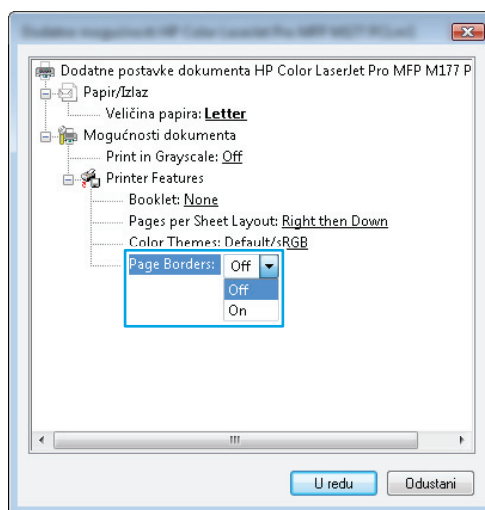 Dodatne postavke dokumenta HP Color LaserJet Pro MFP M177 P
Papir/Izlaz
Veličina papira: Letter
Mogućnosti dokumenta
Print in Grayscale: Off
Printer Features
Booklet: None
Pages per Sheet Layout: Right then Down
Color Themes: Default/sRGB
Page Borders: Off
Off
On
U redu Odustani